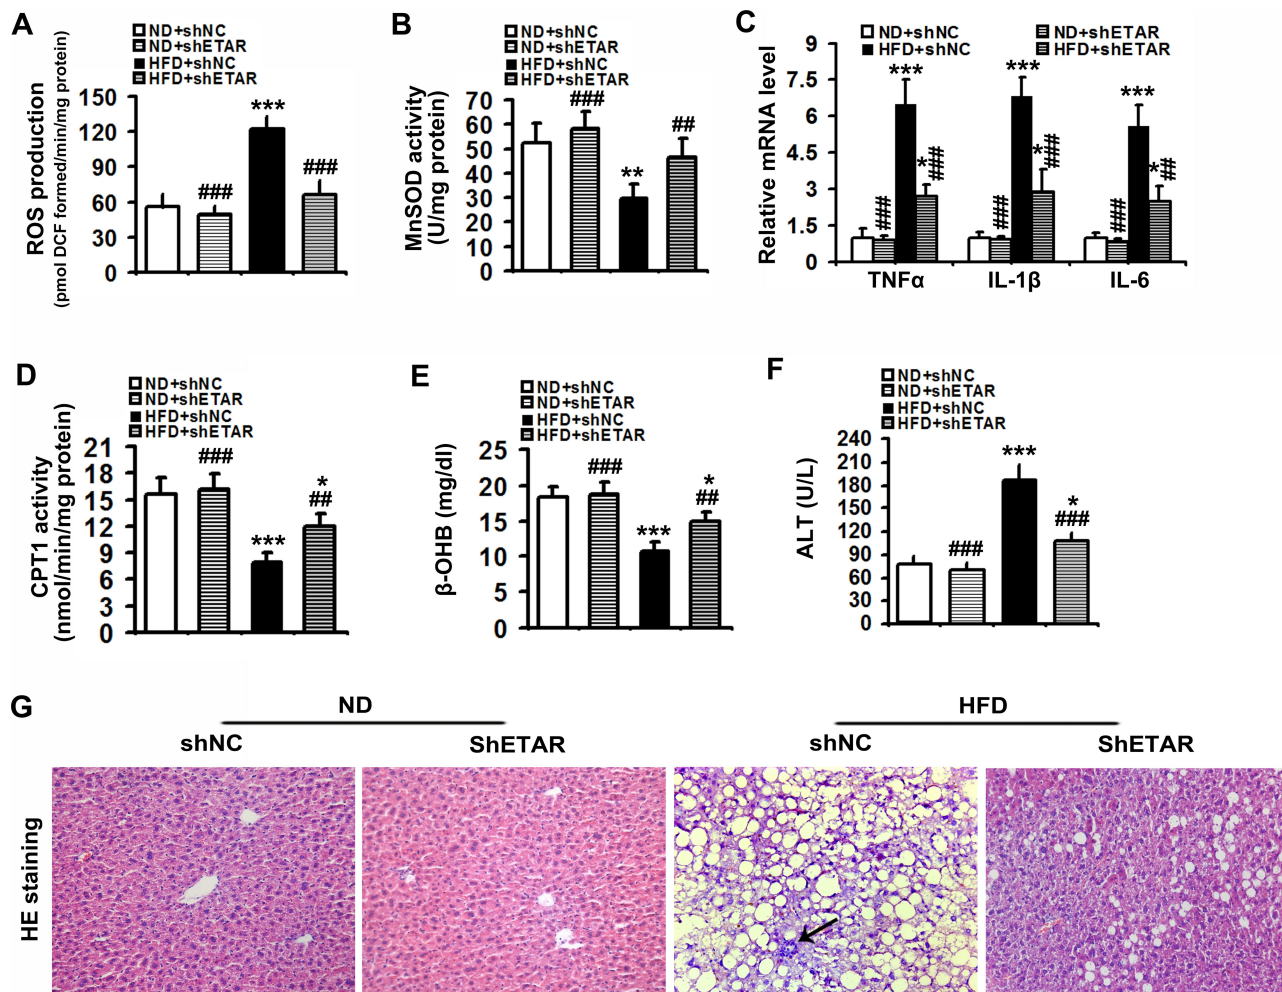 A
ND+shNC
ND+shETAR
HFD+shNC
HFD+shETAR
ROS production
(pmol DCF formed/min/mg protein)
150
120
90
60
30
0
###
***
###
B
ND+shNC
ND+shETAR
HFD+shNC
HFD+shETAR
MnSOD activity
(U/mg protein)
70
60
50
40
30
20
10
0
###
**
##
C
ND+shNC
ND+shETAR
HFD+shNC
HFD+shETAR
Relative mRNA level
9
7.5
6
4.5
3
1.5
0
###
***
*
###
###
***
*
###
###
***
*
##
TNFα
IL-1β
IL-6
D
ND+shNC
ND+shETAR
HFD+shNC
HFD+shETAR
CPT1 activity
(nmol/min/mg protein)
21
18
15
12
9
6
3
0
###
***
*
##
E
ND+shNC
ND+shETAR
HFD+shNC
HFD+shETAR
β-OHB (mg/dl)
25
20
15
10
5
0
###
***
*
##
F
ND+shNC
ND+shETAR
HFD+shNC
HFD+shETAR
ALT (U/L)
240
210
180
150
120
90
60
30
0
###
***
*
###
G
ND
HFD
shNC
ShETAR
shNC
ShETAR
HE staining